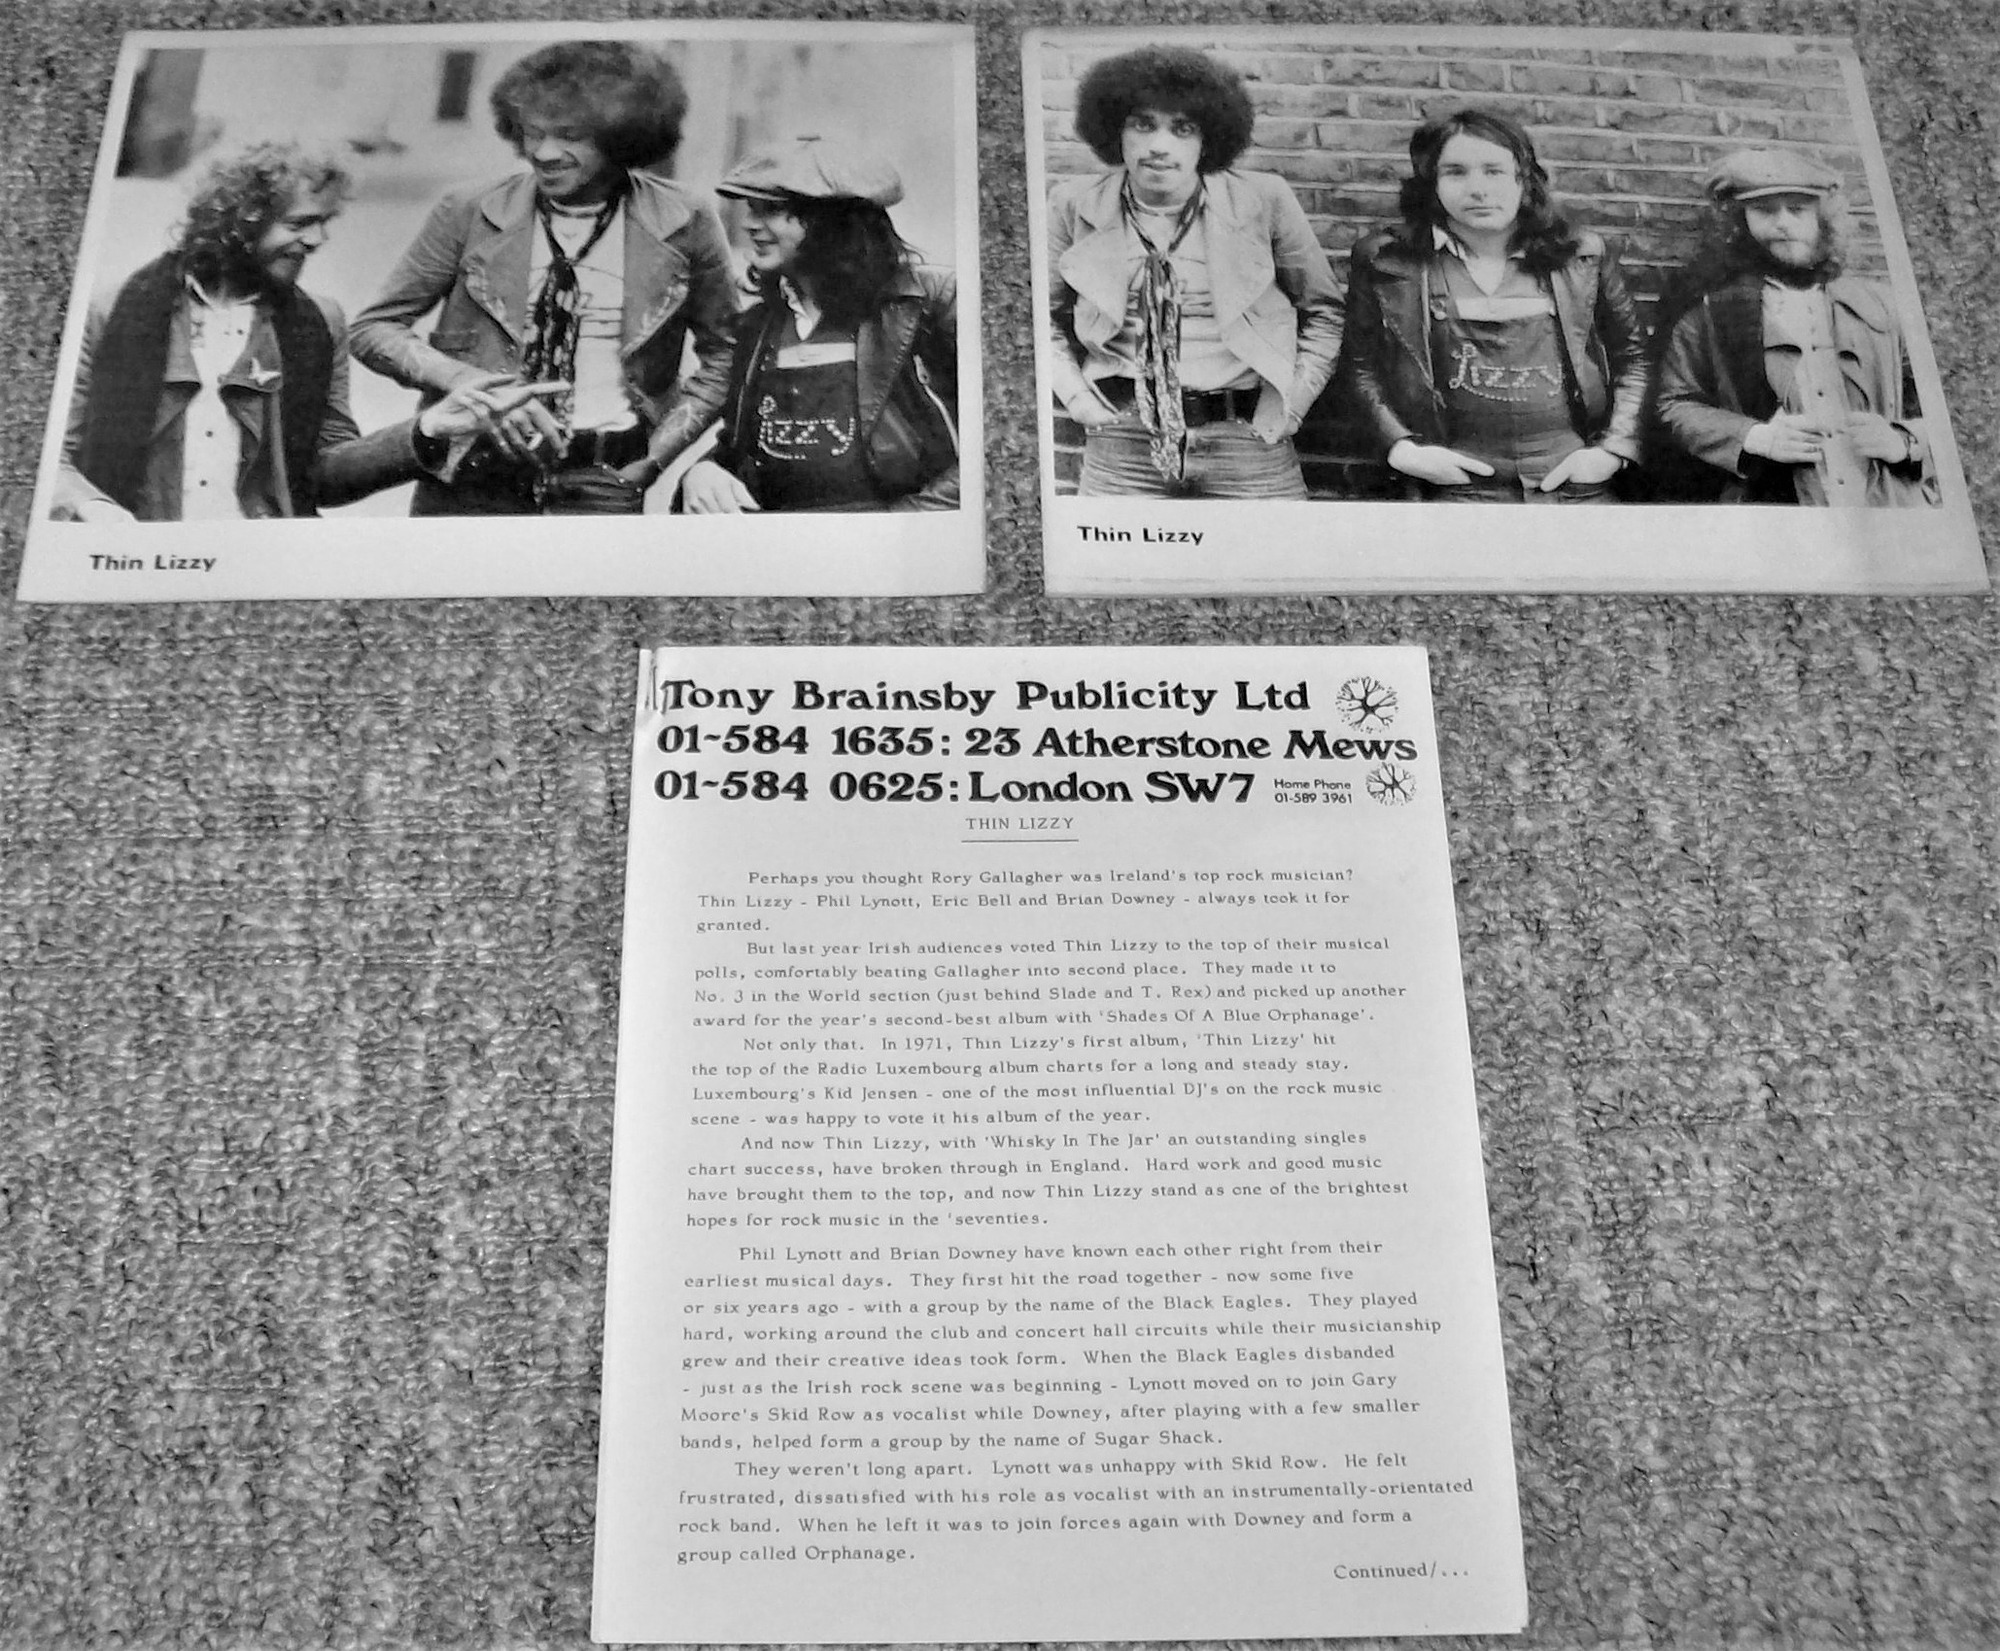 Thin Lizzy
Lizzy
Thin Lizzy
Lizzy
Tony Brainsby Publicity Ltd
01~584 1635: 23 Atherstone Mews
01~584 0625: London SW7 Home Phone 01-589 3961
THIN LIZZY
Perhaps you thought Rory Gallagher was Ireland's top rock musician?
Thin Lizzy - Phil Lynott, Eric Bell and Brian Downey - always took it for
granted.
But last year Irish audiences voted Thin Lizzy to the top of their musical
polls, comfortably beating Gallagher into second place. They made it to
No. 3 in the World section (just behind Slade and T. Rex) and picked up another
award for the year's second-best album with 'Shades Of A Blue Orphanage'.
Not only that. In 1971, Thin Lizzy's first album, 'Thin Lizzy' hit
the top of the Radio Luxembourg album charts for a long and steady stay.
Luxembourg's Kid Jensen - one of the most influential DJ's on the rock music
scene - was happy to vote it his album of the year.
And now Thin Lizzy, with 'Whisky In The Jar' an outstanding singles
chart success, have broken through in England. Hard work and good music
have brought them to the top, and now Thin Lizzy stand as one of the brightest
hopes for rock music in the 'seventies.
Phil Lynott and Brian Downey have known each other right from their
earliest musical days. They first hit the road together - now some five
or six years ago - with a group by the name of the Black Eagles. They played
hard, working around the club and concert hall circuits while their musicianship
grew and their creative ideas took form. When the Black Eagles disbanded
- just as the Irish rock scene was beginning - Lynott moved on to join Gary
Moore's Skid Row as vocalist while Downey, after playing with a few smaller
bands, helped form a group by the name of Sugar Shack.
They weren't long apart. Lynott was unhappy with Skid Row. He felt
frustrated, dissatisfied with his role as vocalist with an instrumentally-orientated
rock band. When he left it was to join forces again with Downey and form a
group called Orphanage.
Continued/...